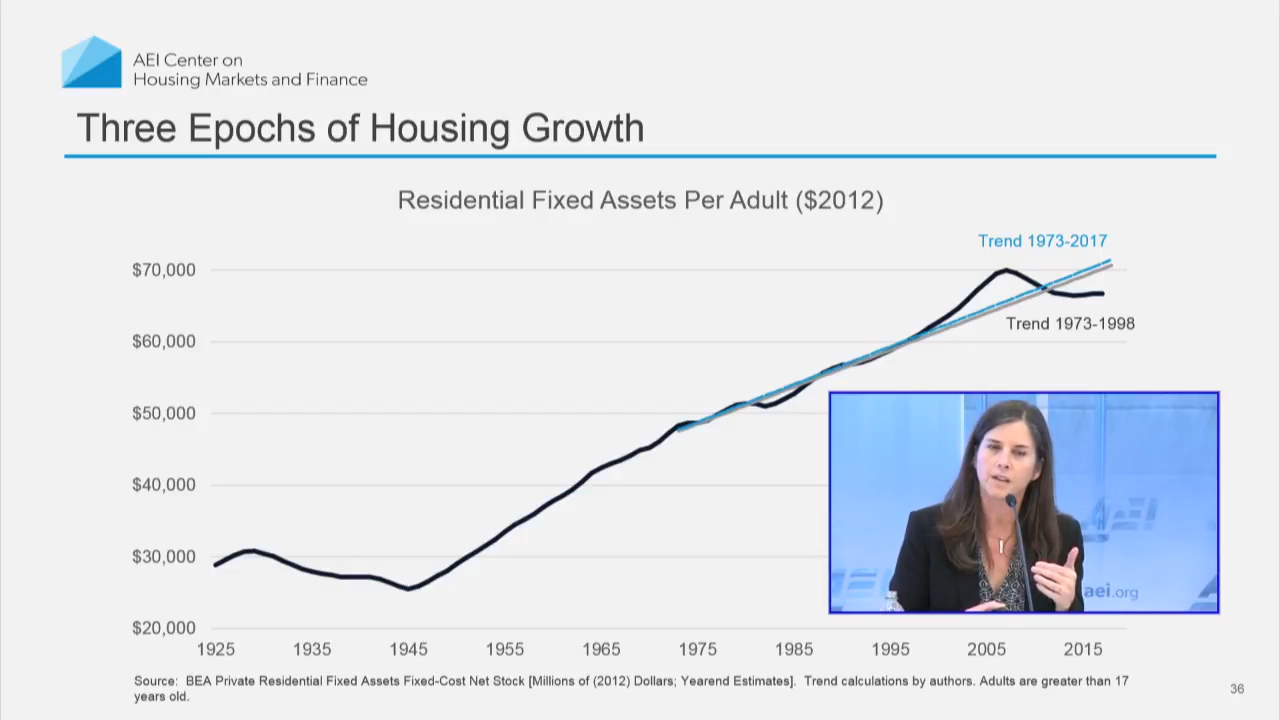 AEI Center on
Housing Markets and Finance
Three Epochs of Housing Growth
Residential Fixed Assets Per Adult ($2012)
Trend 1973-2017
$70,000
Trend 1973-1998
$60,000
$50,000
$40,000
$30,000
$20,000
AEI
aei.org
1925 1935 1945 1955 1965 1975 1985 1995 2005 2015
Source: BEA Private Residential Fixed Assets Fixed-Cost Net Stock [Millions of (2012) Dollars; Yearend Estimates]. Trend calculations by authors. Adults are greater than 17
years old.
36